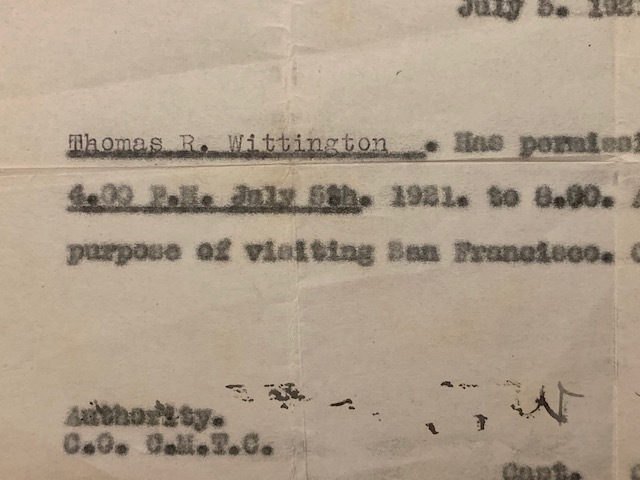 July 5. 192
Thomas R. Wittington . Has permissi
4.00 P.M. July 5th. 1921. to 6.00. A
purpose of visiting San Francisco. C
Authority.
C.O. C.M.T.C.
Capt. C